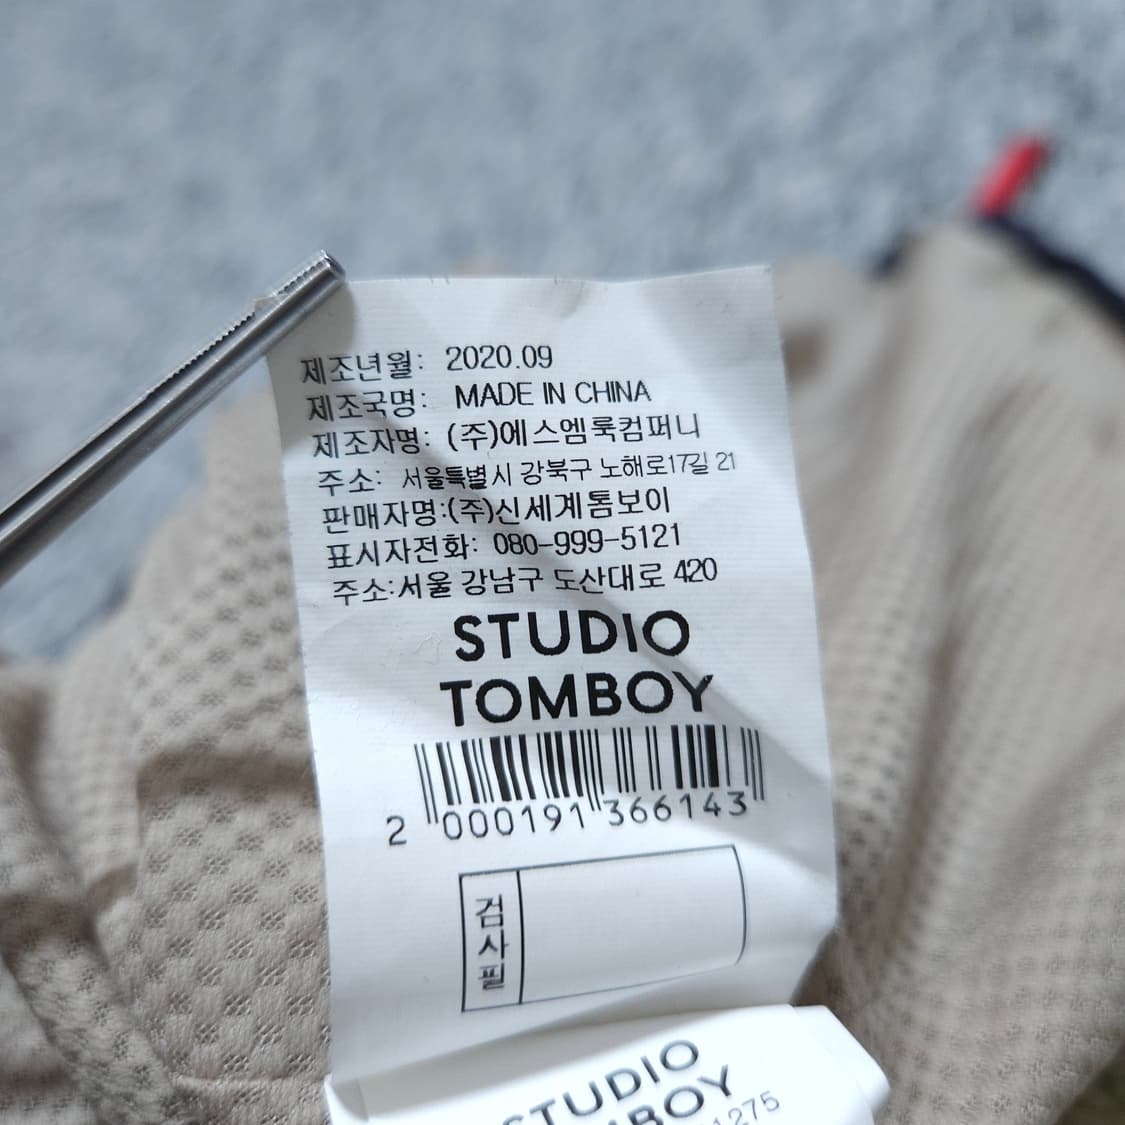 제조년월: 2020.09
제조국명: MADE IN CHINA
제조자명: (주)에스엠룩컴퍼니
주소: 서울특별시 강북구 노해로17길 21
판매자명:(주)신세계톰보이
표시자전화: 080-999-5121
주소:서울 강남구 도산대로 420
STUDIO
TOMBOY
2 000191 366143
검사필
STUDIO